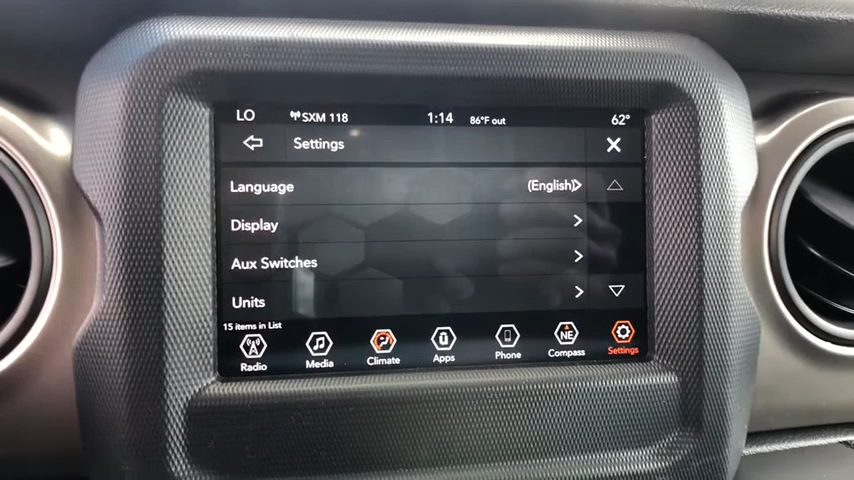 LO SXM 118 1:14 86°F out 62°
Settings
Language (English)
Display
Aux Switches
Units
15 items in List
Radio Media Climate Apps Phone NE Compass Settings